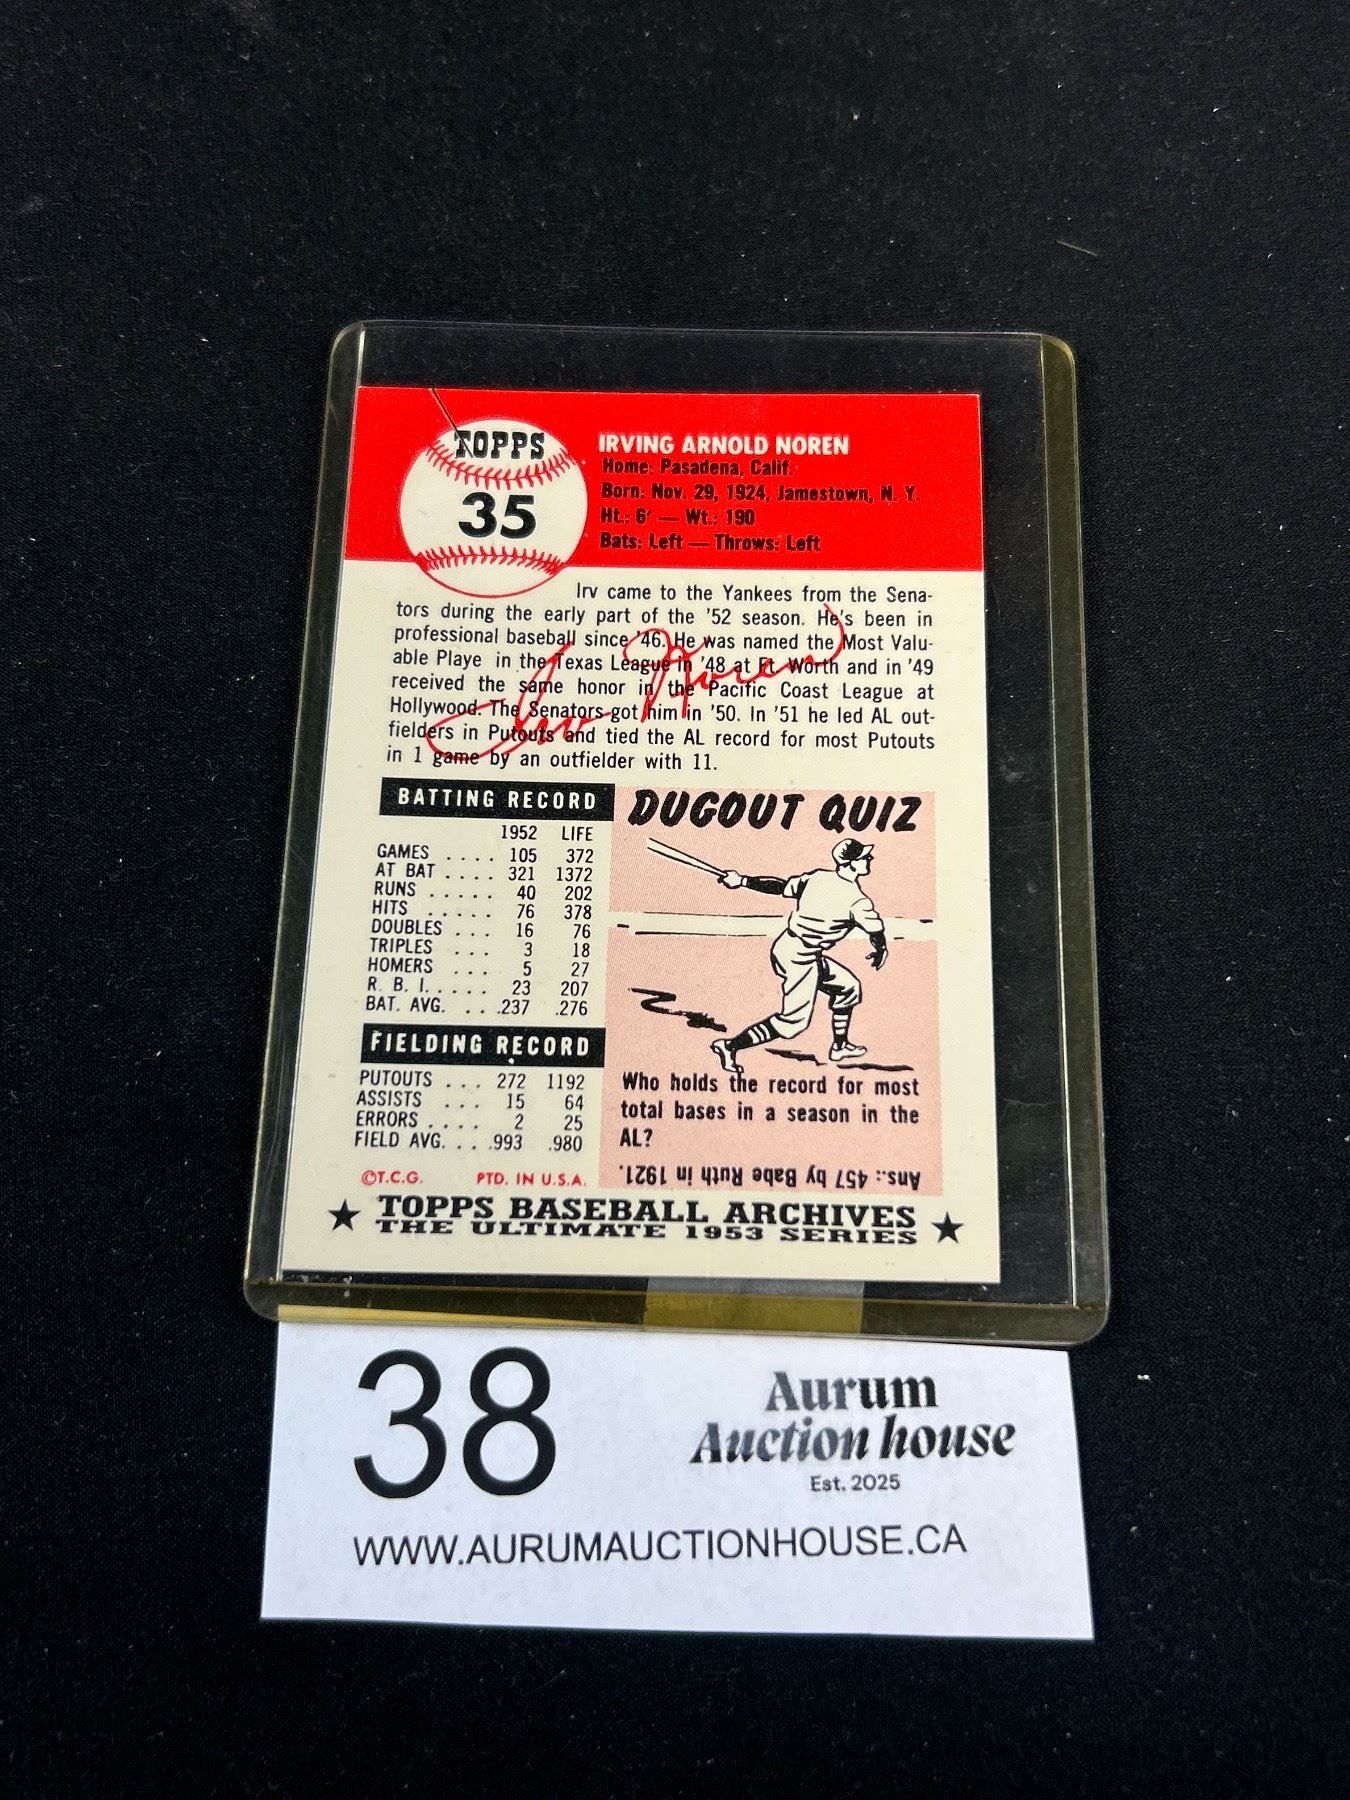 TOPPS
35
IRVING ARNOLD NOREN
Home: Pasadena, Calif.
Born: Nov. 29, 1924, Jamestown, N. Y.
Ht.: 6' — Wt.: 190
Bats: Left — Throws: Left
Irv came to the Yankees from the Sena-
tors during the early part of the '52 season. He's been in
professional baseball since '46. He was named the Most Valu-
able Playe in the Texas League in '48 at Ft. Worth and in '49
received the same honor in the Pacific Coast League at
Hollywood. The Senators got him in '50. In '51 he led AL out-
fielders in Putouts and tied the AL record for most Putouts
in 1 game by an outfielder with 11.
Irv Noren
BATTING RECORD
1952 LIFE
GAMES .... 105 372
AT BAT .... 321 1372
RUNS ..... 40 202
HITS ..... 76 378
DOUBLES ... 16 76
TRIPLES ... 3 18
HOMERS ... 5 27
R. B. I. .... 23 207
BAT. AVG. ... .237 .276
FIELDING RECORD
PUTOUTS ... 272 1192
ASSISTS ... 15 64
ERRORS .... 2 25
FIELD AVG. ... .993 .980
DUGOUT QUIZ
Who holds the record for most
total bases in a season in the
AL?
Ans.: 457 by Babe Ruth in 1921.
©T.C.G. PTD. IN U.S.A.
★ TOPPS BASEBALL ARCHIVES ★
THE ULTIMATE 1953 SERIES
38
Aurum
Auction house
Est. 2025
WWW.AURUMAUCTIONHOUSE.CA